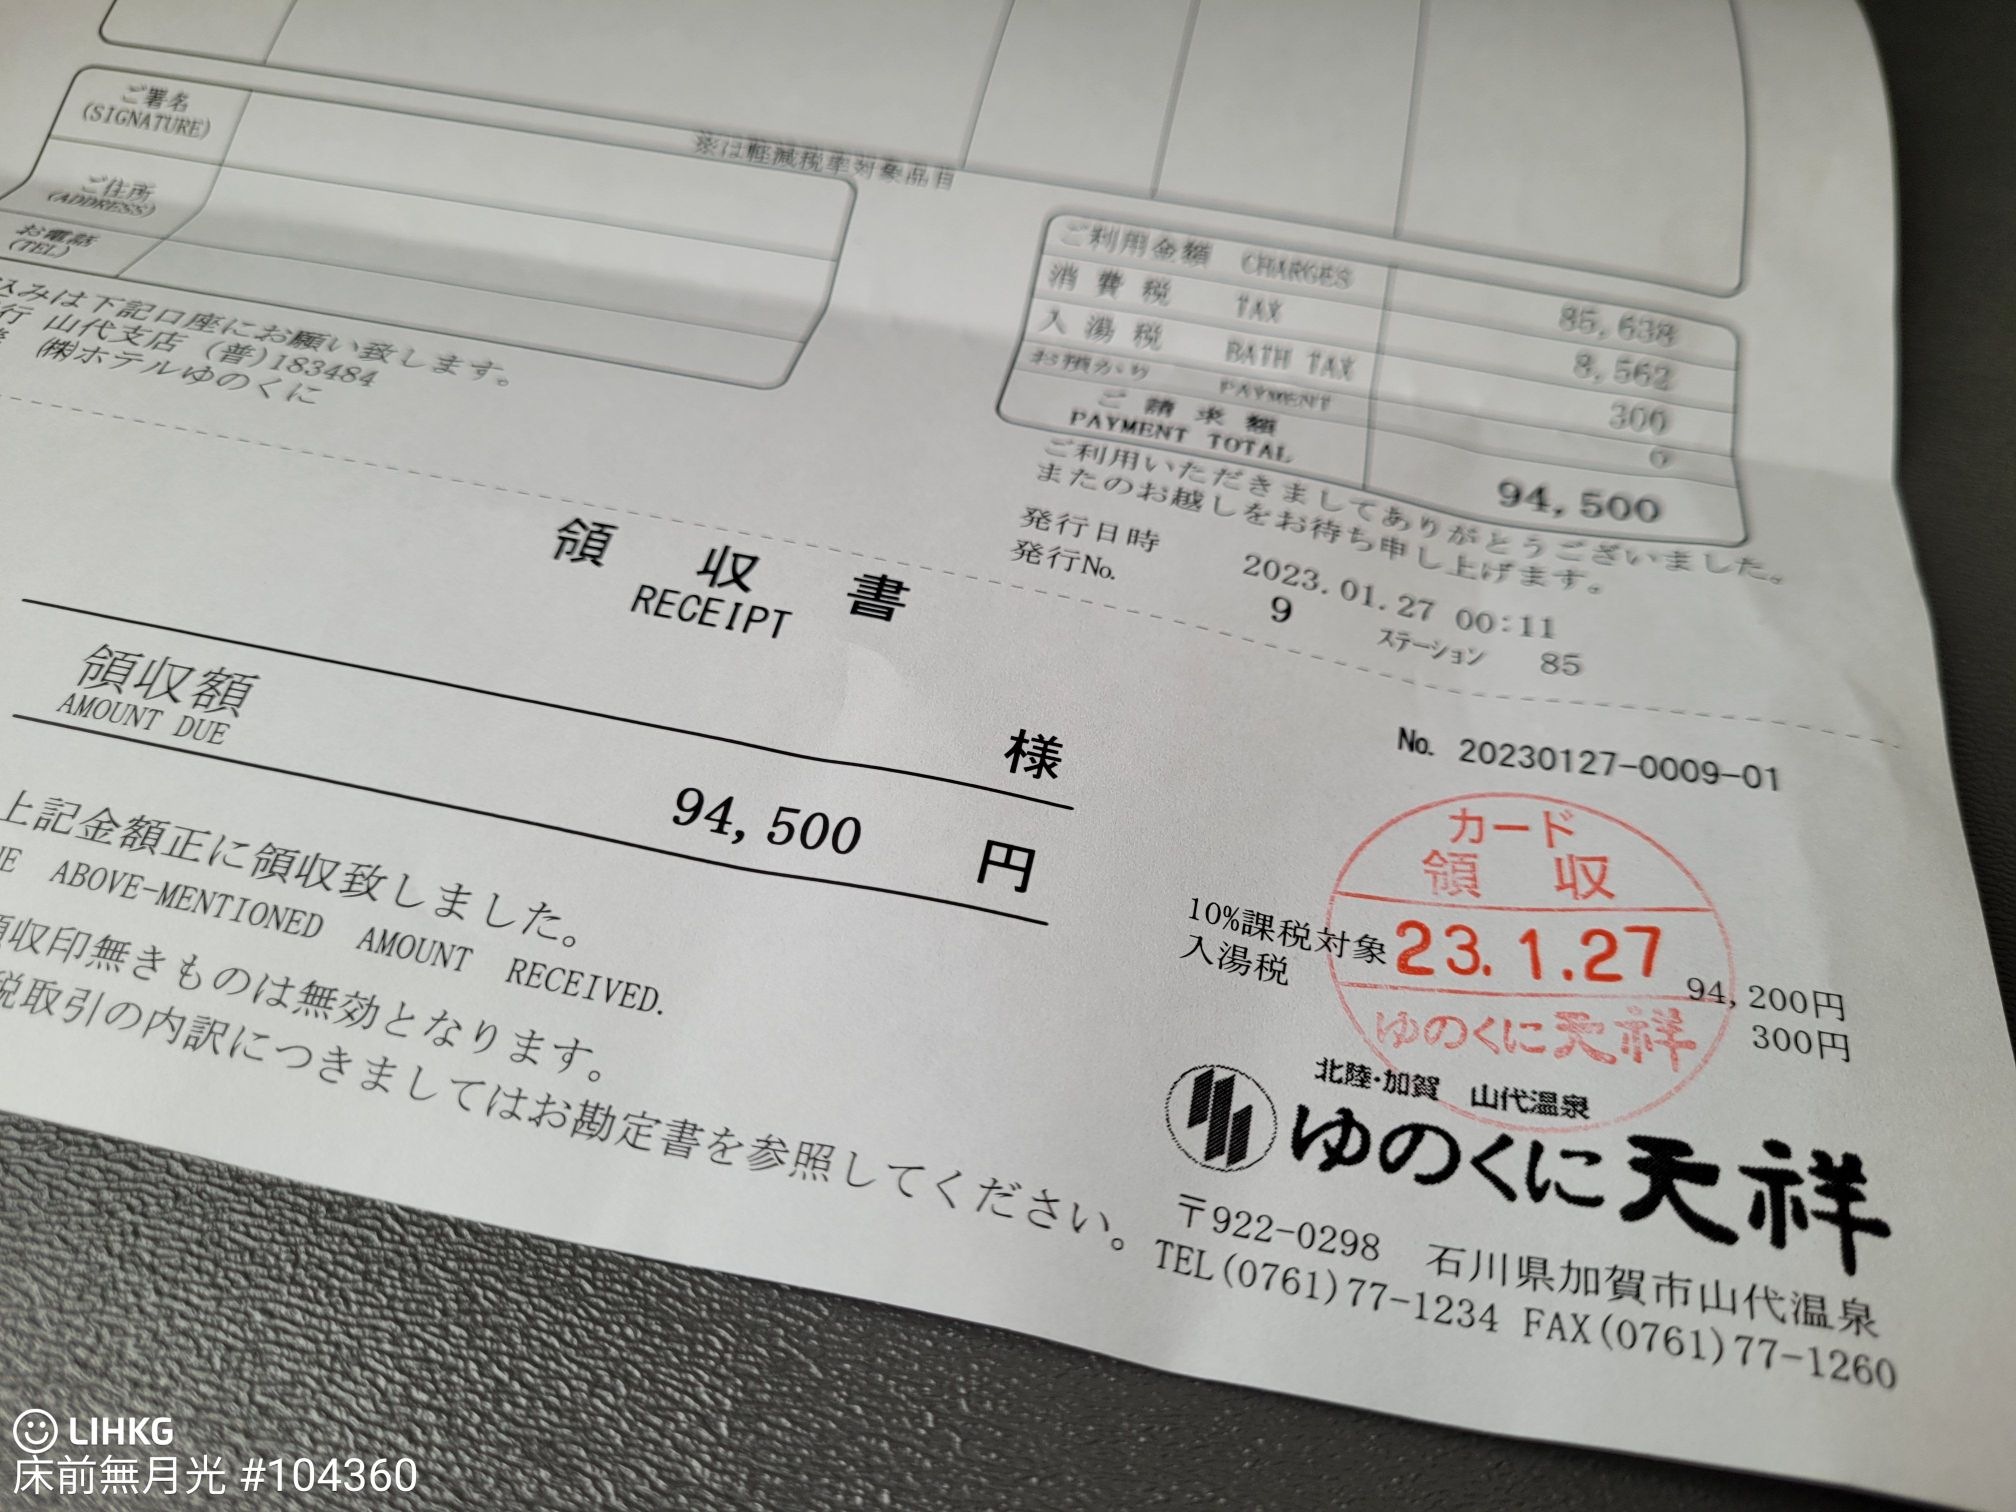 ご署名
(SIGNATURE)
ご住所
(ADDRESS)
お電話
(TEL)
※は軽減税率対象品目
込みは下記口座にお願い致します。
行 山代支店 (普)183484
㈱ホテルゆのくに
ご利用金額 CHARGES 85,638
消費税 TAX 8,562
入湯税 BATH TAX 300
お預かり PAYMENT 0
ご請求額
PAYMENT TOTAL 94,500
ご利用いただきましてありがとうございました。
またのお越しをお待ち申し上げます。
発行日時 2023.01.27 00:11
発行No. 9 ステーション 85
領収書
RECEIPT
様
No. 20230127-0009-01
領収額
AMOUNT DUE
94,500 円
上記金額正に領収致しました。
ABOVE-MENTIONED AMOUNT RECEIVED.
収印無きものは無効となります。
税取引の内訳につきましてはお勘定書を参照してください。
カード
領収
23.1.27
ゆのくに天祥
10%課税対象 94,200円
入湯税 300円
北陸・加賀 山代温泉
ゆのくに天祥
〒922-0298 石川県加賀市山代温泉
TEL(0761)77-1234 FAX(0761)77-1260
LIHKG
床前無月光 #104360